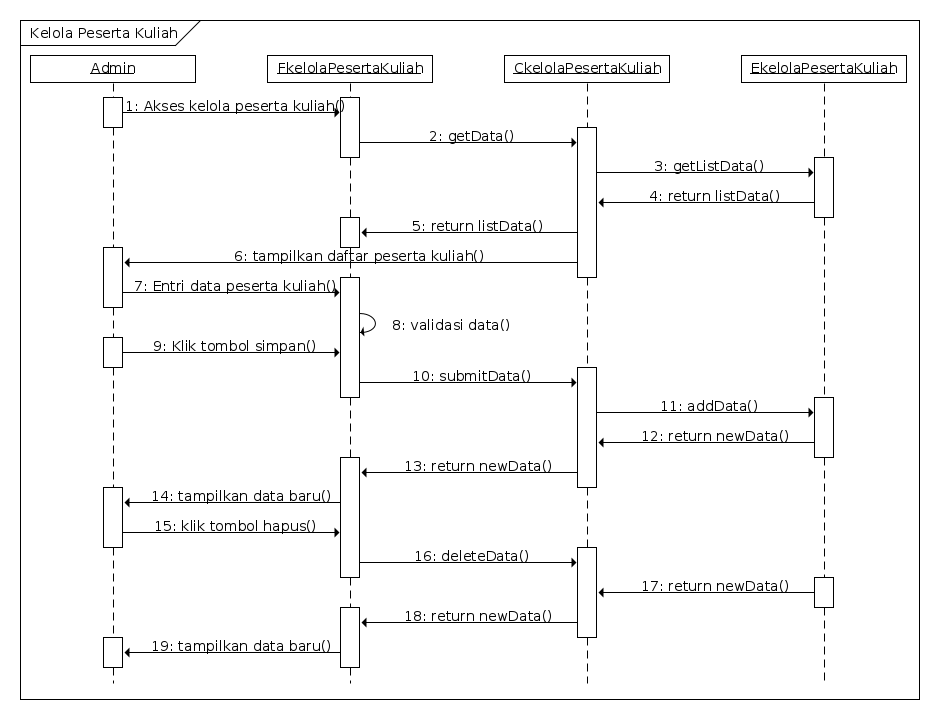 Kelola Peserta Kuliah
Admin
FkelolaPesertaKuliah
CkelolaPesertaKuliah
EkelolaPesertaKuliah
1: Akses kelola peserta kuliah()
2: getData()
3: getListData()
4: return listData()
5: return listData()
6: tampilkan daftar peserta kuliah()
7: Entri data peserta kuliah()
8: validasi data()
9: Klik tombol simpan()
10: submitData()
11: addData()
12: return newData()
13: return newData()
14: tampilkan data baru()
15: klik tombol hapus()
16: deleteData()
17: return newData()
18: return newData()
19: tampilkan data baru()